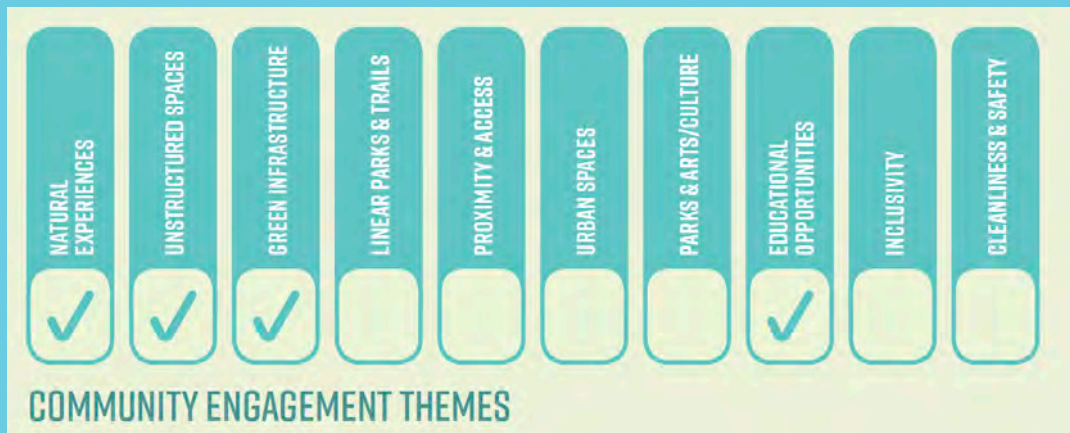 NATURAL
EXPERIENCES
UNSTRUCTURED SPACES
GREEN INFRASTRUCTURE
LINEAR PARKS & TRAILS
PROXIMITY & ACCESS
URBAN SPACES
PARKS & ARTS/CULTURE
EDUCATIONAL
OPPORTUNITIES
INCLUSIVITY
CLEANLINESS & SAFETY
COMMUNITY ENGAGEMENT THEMES